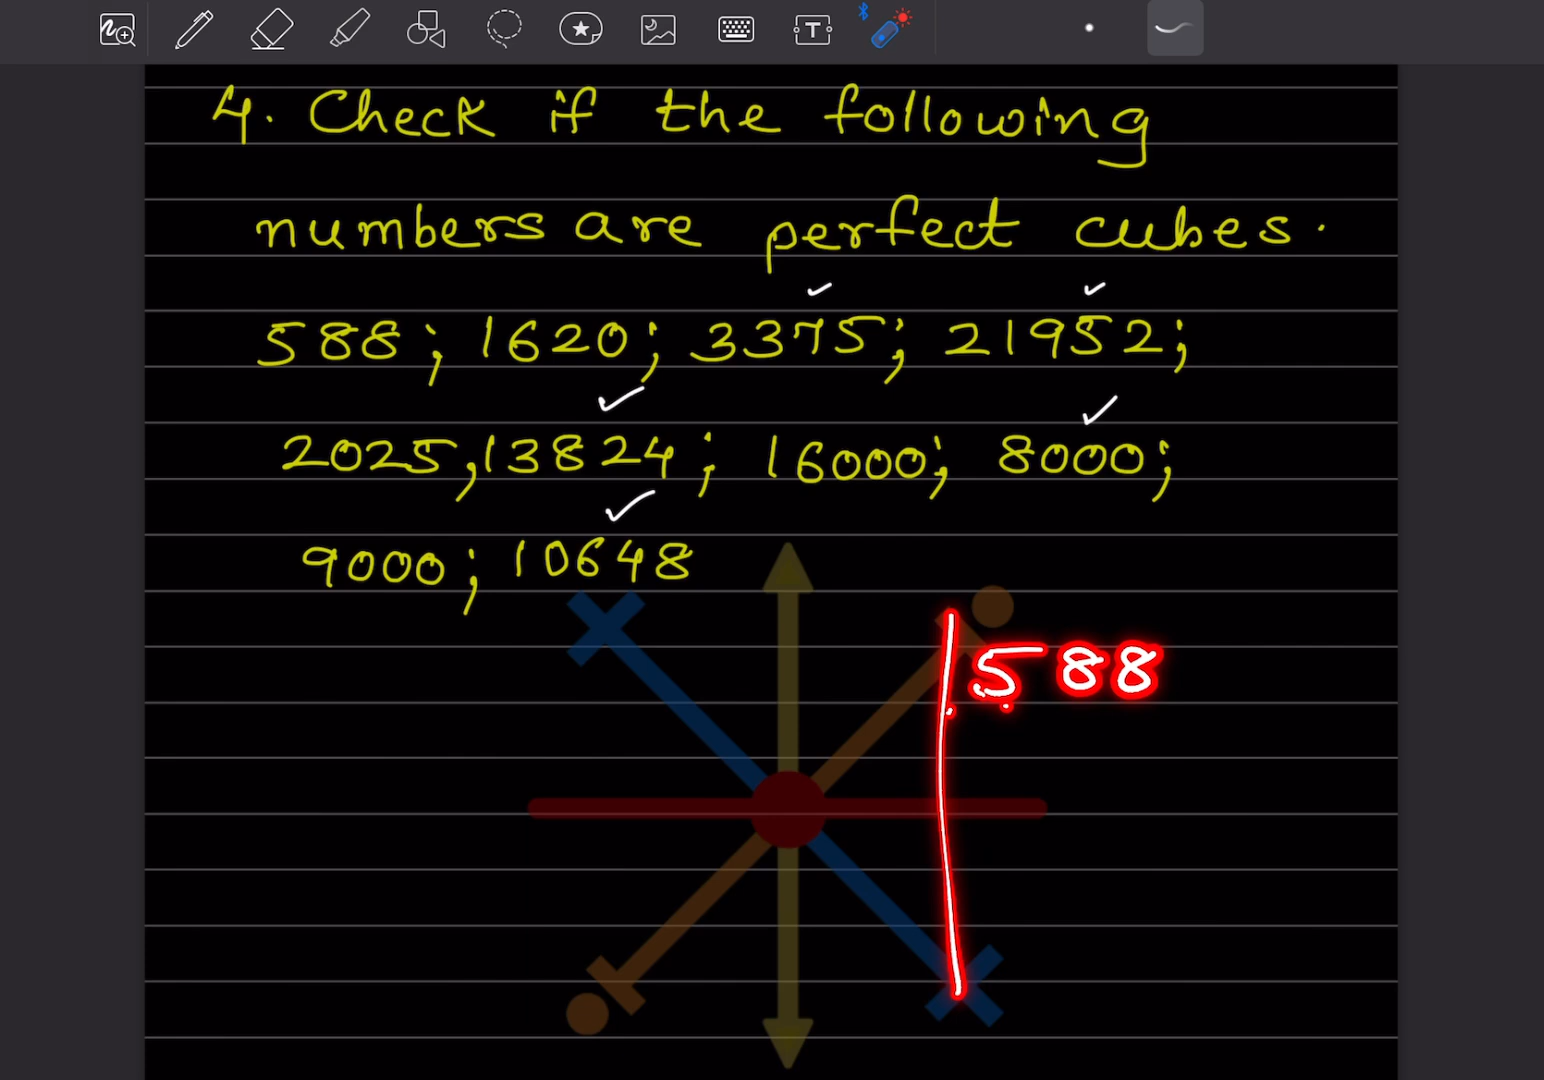 4. Check if the following
numbers are perfect cubes.
588; 1620; 3375; 21952;
2025,13824; 16000; 8000;
9000; 10648
588